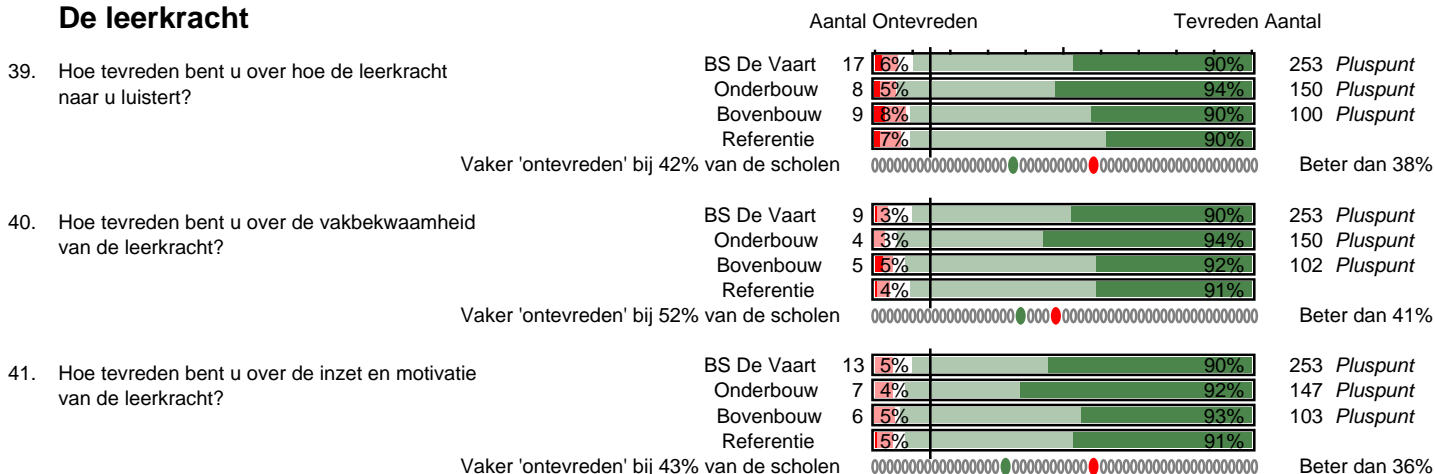 De leerkracht
Aantal Ontevreden Tevreden Aantal
39. Hoe tevreden bent u over hoe de leerkracht
naar u luistert?
BS De Vaart 17 6% 90% 253 Pluspunt
Onderbouw 8 5% 94% 150 Pluspunt
Bovenbouw 9 8% 90% 100 Pluspunt
Referentie 7% 90%
Vaker 'ontevreden' bij 42% van de scholen Beter dan 38%
40. Hoe tevreden bent u over de vakbekwaamheid
van de leerkracht?
BS De Vaart 9 3% 90% 253 Pluspunt
Onderbouw 4 3% 94% 150 Pluspunt
Bovenbouw 5 5% 92% 102 Pluspunt
Referentie 4% 91%
Vaker 'ontevreden' bij 52% van de scholen Beter dan 41%
41. Hoe tevreden bent u over de inzet en motivatie
van de leerkracht?
BS De Vaart 13 5% 90% 253 Pluspunt
Onderbouw 7 4% 92% 147 Pluspunt
Bovenbouw 6 5% 93% 103 Pluspunt
Referentie 5% 91%
Vaker 'ontevreden' bij 43% van de scholen Beter dan 36%